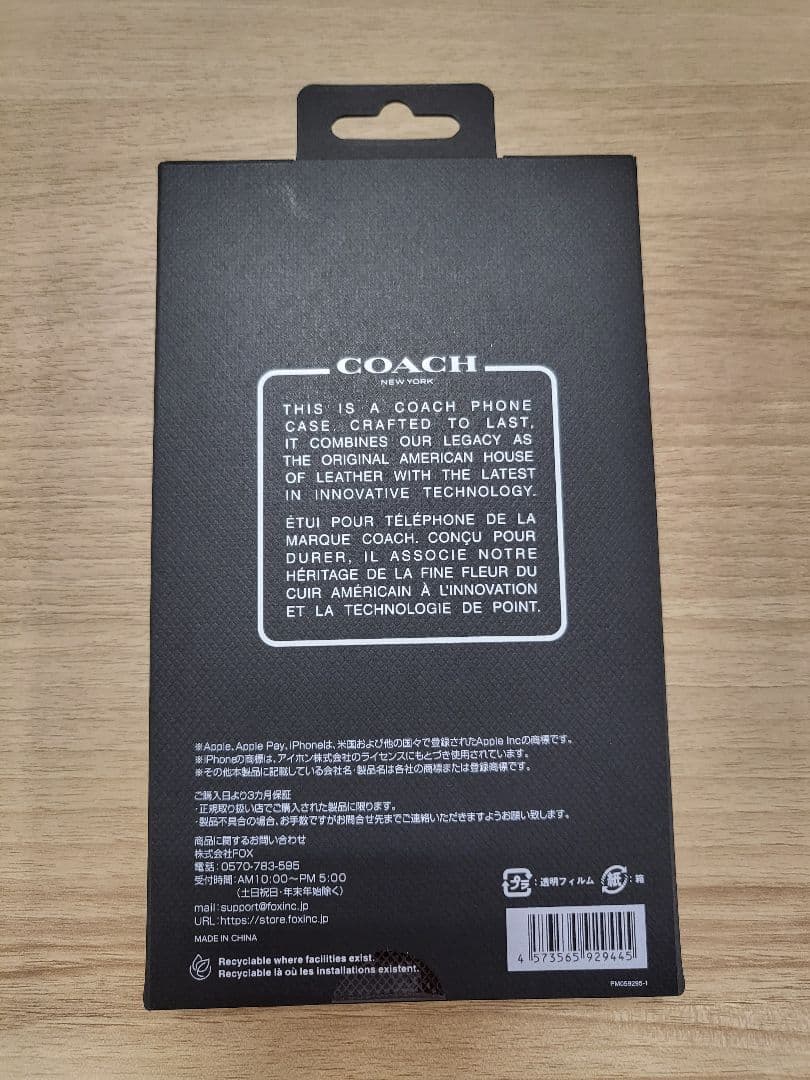 COACH
NEW YORK
THIS IS A COACH PHONE
CASE. CRAFTED TO LAST,
IT COMBINES OUR LEGACY AS
THE ORIGINAL AMERICAN HOUSE
OF LEATHER WITH THE LATEST
IN INNOVATIVE TECHNOLOGY.
ÉTUI POUR TÉLÉPHONE DE LA
MARQUE COACH. CONÇU POUR
DURER, IL ASSOCIE NOTRE
HÉRITAGE DE LA FINE FLEUR DU
CUIR AMÉRICAIN À L'INNOVATION
ET LA TECHNOLOGIE DE POINT.
※Apple、Apple Pay、iPhoneは、米国および他の国々で登録されたApple Incの商標です。
※iPhoneの商標は、アイホン株式会社のライセンスにもとづき使用されています。
※その他本製品に記載している会社名・製品名は各社の商標または登録商標です。
ご購入日より3カ月保証
・正規取り扱い店でご購入された製品に限ります。
・製品不具合の場合、お手数ですがお問合せ先までご連絡いただきますようお願い致します。
商品に関するお問い合わせ
株式会社FOX
電話：0570-783-595
受付時間：AM10:00～PM 5:00
（土日祝日・年末年始除く）
mail：support@foxinc.jp
URL：https://store.foxinc.jp
MADE IN CHINA
Recyclable where facilities exist.
Recyclable là où les installations existent.
プラ：透明フィルム 紙：箱
4 573565 929445
PM059295-1